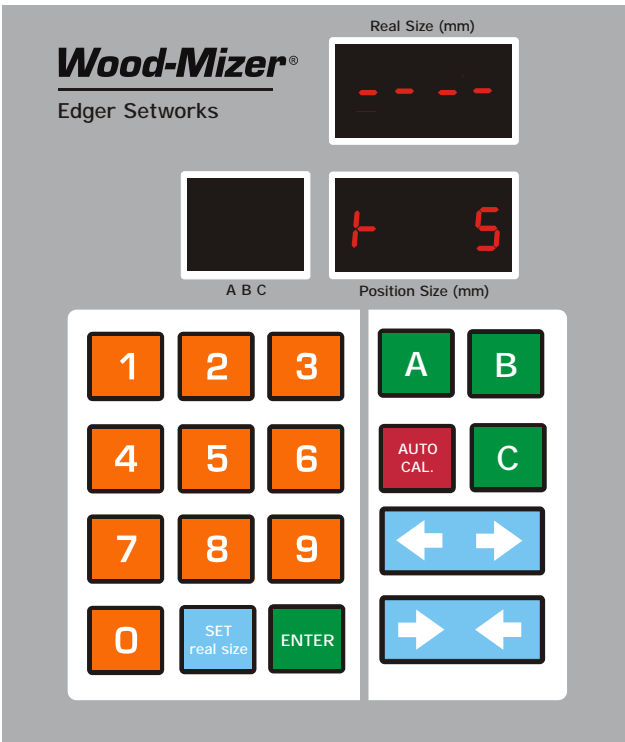 Real Size (mm)
Wood-Mizer®
Edger Setworks
- - - -
⊢ 5
A B C
Position Size (mm)
1 2 3 A B
4 5 6 AUTO CAL. C
7 8 9
0 SET real size ENTER